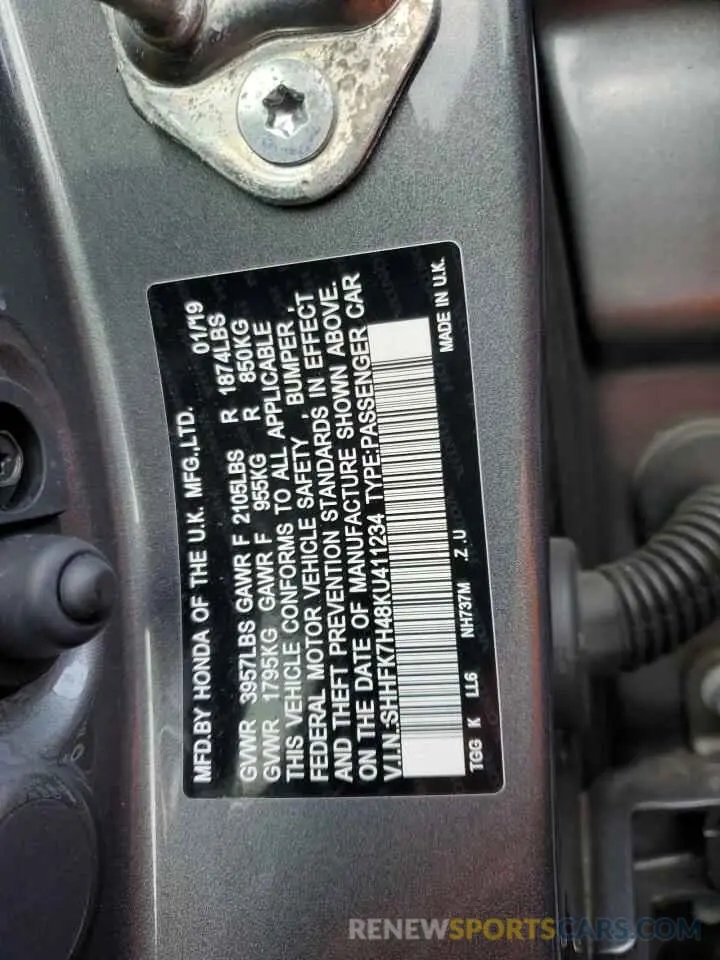 MFD.BY HONDA OF THE U.K. MFG.,LTD. 01/19
GVWR 3957LBS GAWR F 2105LBS R 1874LBS
GVWR 1795KG GAWR F 955KG R 850KG
THIS VEHICLE CONFORMS TO ALL APPLICABLE
FEDERAL MOTOR VEHICLE SAFETY, BUMPER,
AND THEFT PREVENTION STANDARDS IN EFFECT
ON THE DATE OF MANUFACTURE SHOWN ABOVE.
V.I.N.:SHHFK7H48KU411234 TYPE:PASSENGER CAR
TGG K LL6 NH737M .Z .U MADE IN U.K.
RENEWSPORTSCARS.COM